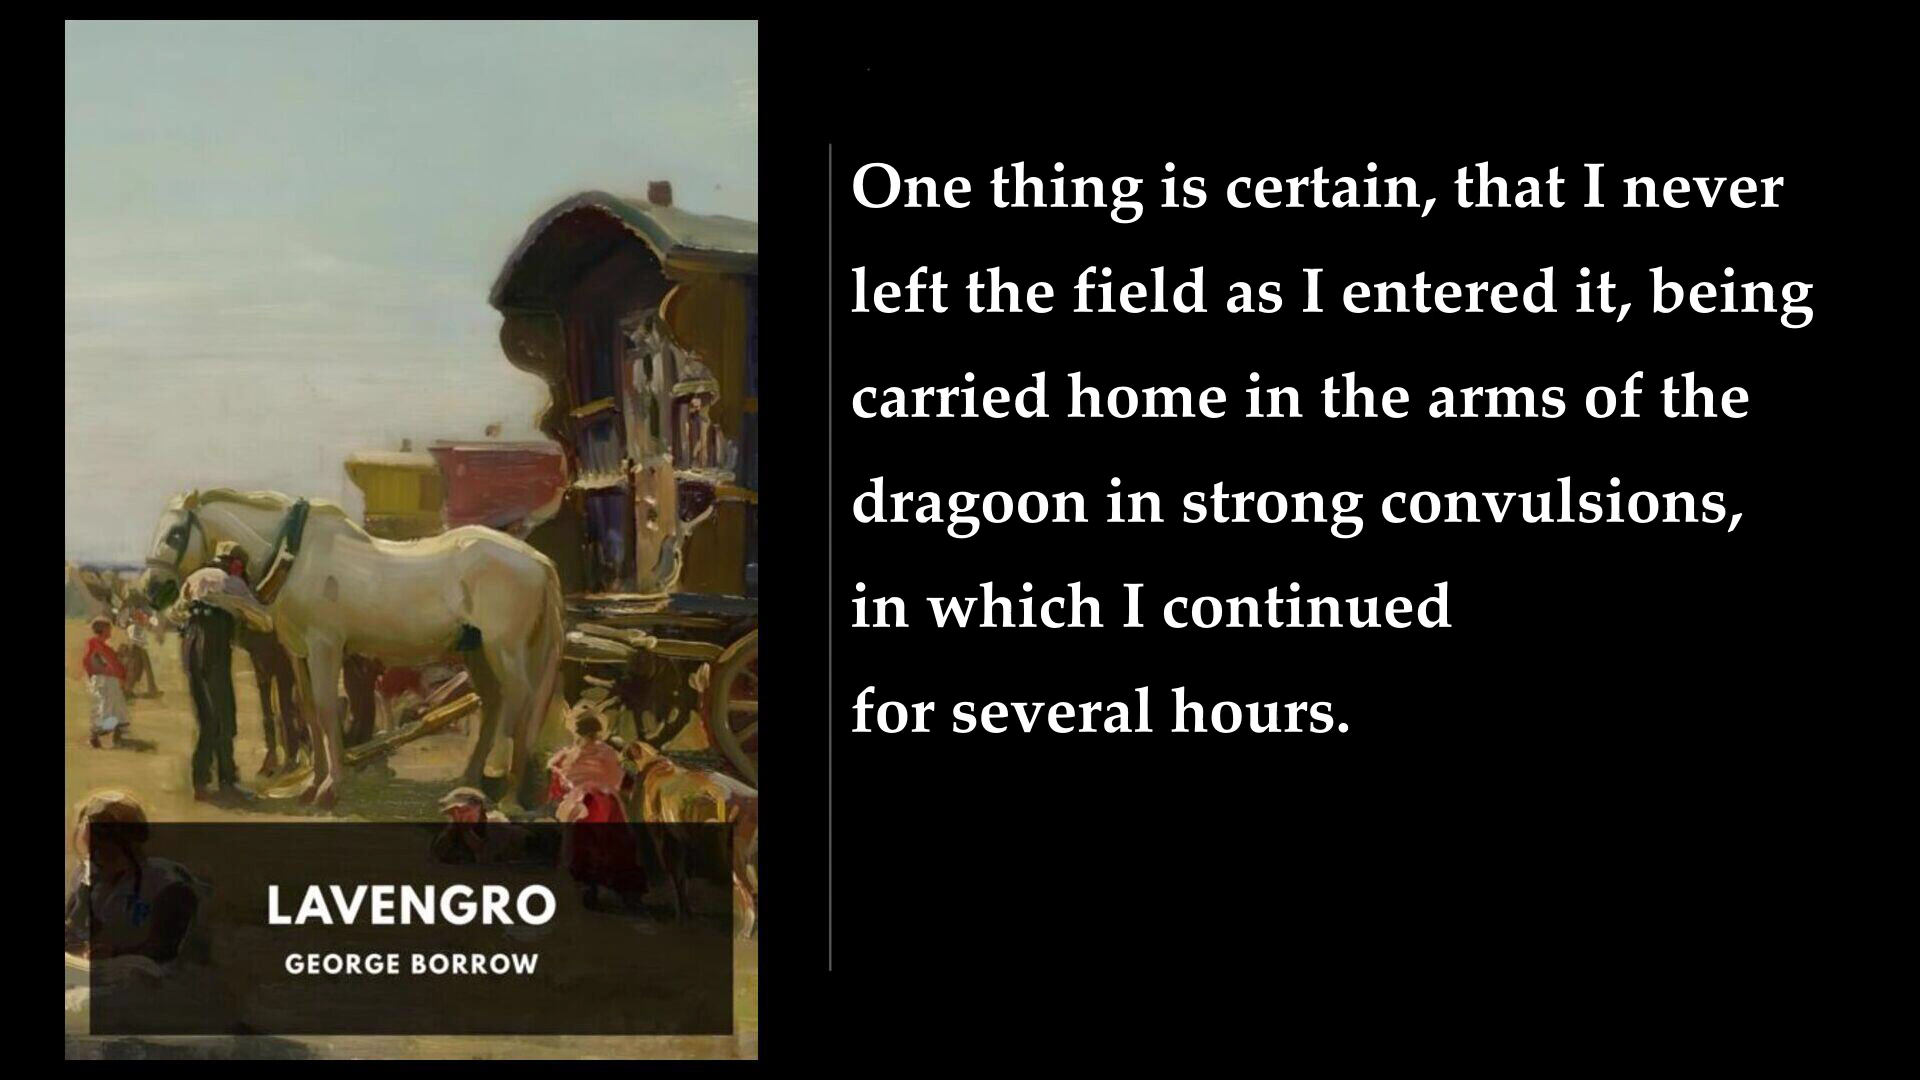 One thing is certain, that I never
left the field as I entered it, being
carried home in the arms of the
dragoon in strong convulsions,
in which I continued
for several hours.
LAVENGRO
GEORGE BORROW